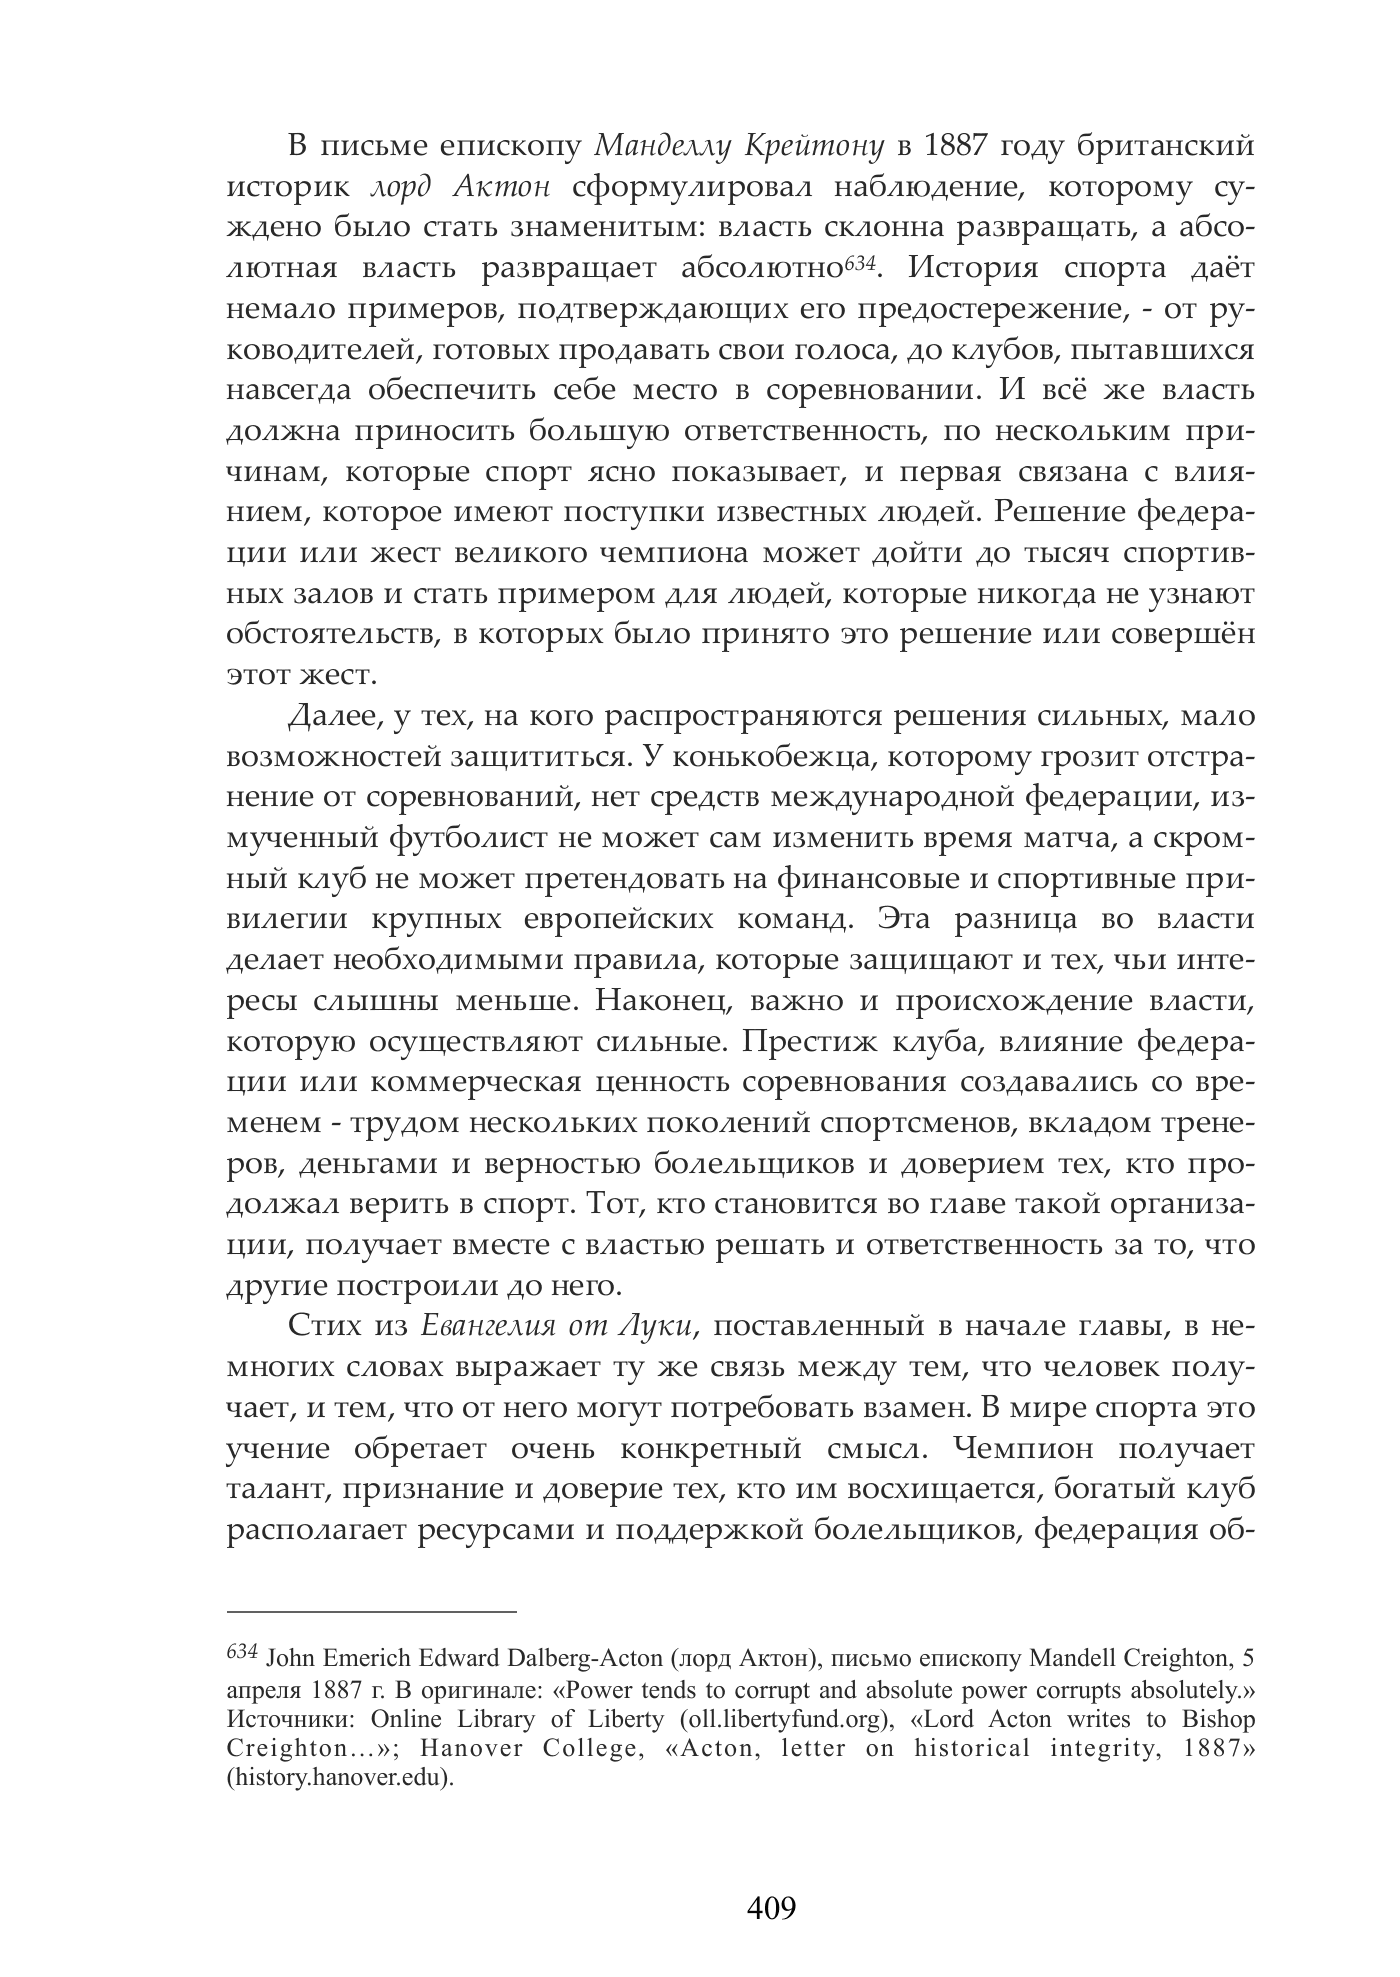 В письме епископу Манделлу Крейтону в 1887 году британский
историк лорд Актон сформулировал наблюдение, которому су-
ждено было стать знаменитым: власть склонна развращать, а абсо-
лютная власть развращает абсолютно634. История спорта даёт
немало примеров, подтверждающих его предостережение, - от ру-
ководителей, готовых продавать свои голоса, до клубов, пытавшихся
навсегда обеспечить себе место в соревновании. И всё же власть
должна приносить большую ответственность, по нескольким при-
чинам, которые спорт ясно показывает, и первая связана с влия-
нием, которое имеют поступки известных людей. Решение федера-
ции или жест великого чемпиона может дойти до тысяч спортив-
ных залов и стать примером для людей, которые никогда не узнают
обстоятельств, в которых было принято это решение или совершён
этот жест.
Далее, у тех, на кого распространяются решения сильных, мало
возможностей защититься. У конькобежца, которому грозит отстра-
нение от соревнований, нет средств международной федерации, из-
мученный футболист не может сам изменить время матча, а скром-
ный клуб не может претендовать на финансовые и спортивные при-
вилегии крупных европейских команд. Эта разница во власти
делает необходимыми правила, которые защищают и тех, чьи инте-
ресы слышны меньше. Наконец, важно и происхождение власти,
которую осуществляют сильные. Престиж клуба, влияние федера-
ции или коммерческая ценность соревнования создавались со вре-
менем - трудом нескольких поколений спортсменов, вкладом трене-
ров, деньгами и верностью болельщиков и доверием тех, кто про-
должал верить в спорт. Тот, кто становится во главе такой организа-
ции, получает вместе с властью решать и ответственность за то, что
другие построили до него.
Стих из Евангелия от Луки, поставленный в начале главы, в не-
многих словах выражает ту же связь между тем, что человек полу-
чает, и тем, что от него могут потребовать взамен. В мире спорта это
учение обретает очень конкретный смысл. Чемпион получает
талант, признание и доверие тех, кто им восхищается, богатый клуб
располагает ресурсами и поддержкой болельщиков, федерация об-
634 John Emerich Edward Dalberg-Acton (лорд Актон), письмо епископу Mandell Creighton, 5
апреля 1887 г. В оригинале: «Power tends to corrupt and absolute power corrupts absolutely.»
Источники: Online Library of Liberty (oll.libertyfund.org), «Lord Acton writes to Bishop
Creighton…»; Hanover College, «Acton, letter on historical integrity, 1887»
(history.hanover.edu).
409